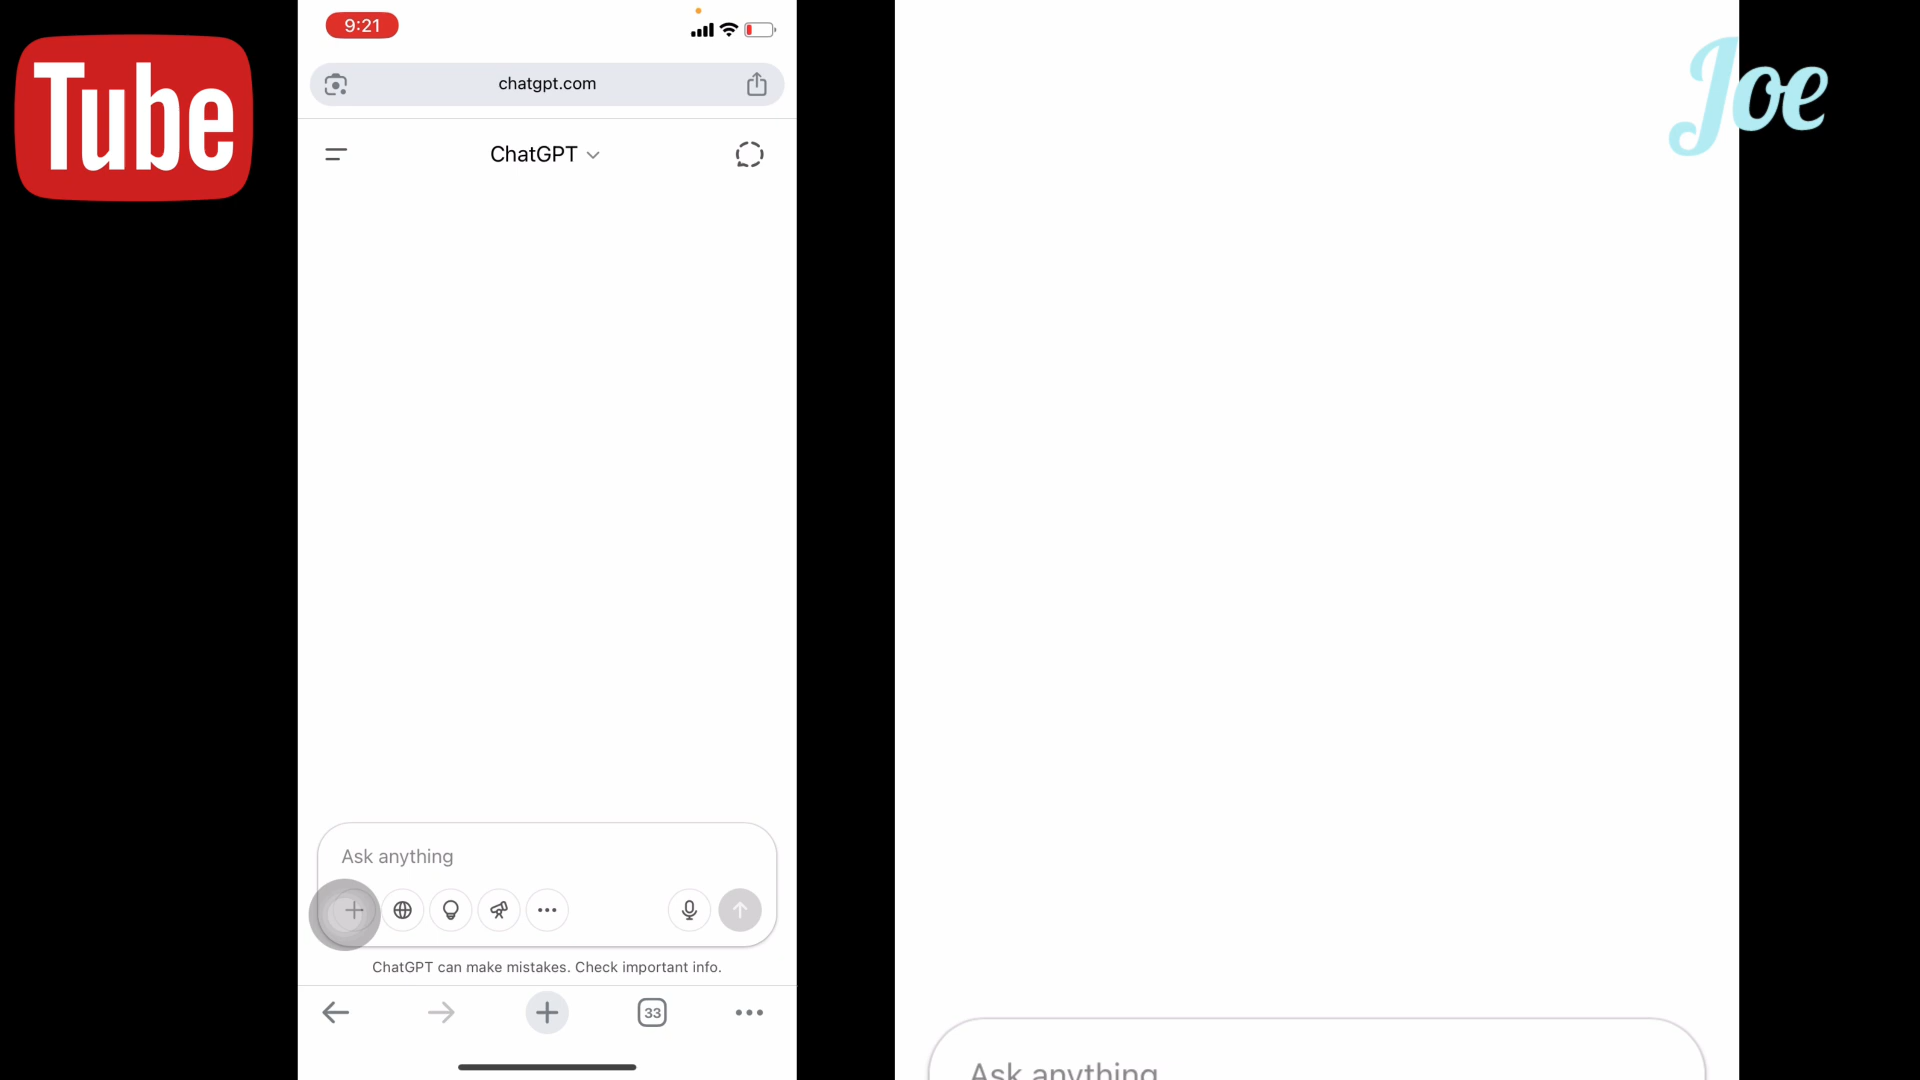 Tube
9:21
chatgpt.com
ChatGPT
Ask anything
ChatGPT can make mistakes. Check important info.
33
Joe
Ask anything